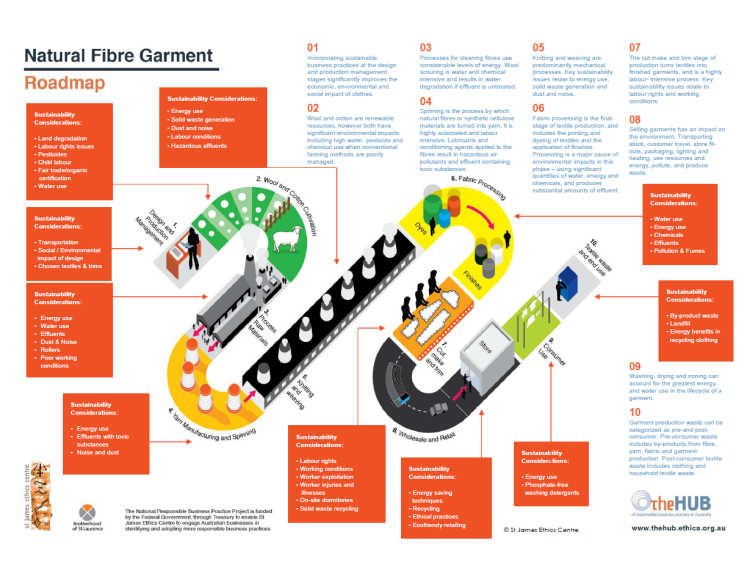 Natural Fibre Garment
Roadmap
01
Incorporating sustainable
business practices at the design
and production management
stages significantly improves the
economic, environmental and
social impact of clothes.
02
Wool and cotton are renewable
resources, however both have
significant environmental impacts
including high water, pesticide and
chemical use when conventional
farming methods are poorly
managed.
03
Processes for cleaning fibres use
considerable levels of energy. Wool
scouring is water and chemical
intensive and results in water
degradation if effluent is untreated.
04
Spinning is the process by which
natural fibres or synthetic cellulose
materials are turned into yarn. It is
highly automated and labour
intensive, Lubricants and
conditioning agents applied to the
fibres result in hazardous air
pollutants and effluent containing
toxic substances.
05
Knitting and weaving are
predominantly mechanical
processes. Key sustainability
issues relate to energy use,
solid waste generation and
dust and noise.
06
Fabric processing is the final
stage of textile production, and
includes the printing and
dyeing of textiles and the
application of finishes.
Processing is a major cause of
environmental impacts in this
phase – using significant
quantities of water, energy and
chemicals, and produces
substantial amounts of effluent.
07
The cut make and trim stage of
production turns textiles into
finished garments, and is a highly
labour- intensive process. Key
sustainability issues relate to
labour rights and working
conditions.
08
Selling garments has an impact on
the environment. Transporting
stock, customer travel, store fit-
outs, packaging, lighting and
heating, use resources and
energy, pollute, and produce
waste.
Sustainability
Considerations:
- Land degradation
- Labour rights issues
- Pesticides
- Child labour
- Fair trade/organic
certification
- Water use
Sustainability Considerations:
- Energy use
- Solid waste generation
- Dust and noise
- Labour conditions
- Hazardous effluents
Sustainability
Considerations:
- Transportation
- Social / Environmental
impact of design
- Chosen textiles & trims
Sustainability
Considerations:
- Energy use
- Water use
- Effluents
- Dust & Noise
- Rollers
- Poor working
conditions
Sustainability
Considerations:
- Energy use
- Effluents with toxic
substances
- Noise and dust
1.
Design and
Production
Management
2. Wool and Cotton Cultivation
3.
Process
Raw
Materials
4. Yarn Manufacturing and Spinning
5.
Knitting
and
weaving
6. Fabric Processing
Dyes
Finishes
7.
Cut,
make
and trim
8. Wholesale and Retail
Store
9.
Consumer
Use
10.
Textile waste
and end use
Sustainability
Considerations:
- Water use
- Energy use
- Chemicals
- Effluents
- Pollution & Fumes
Sustainability
Considerations:
- By-product waste
- Landfill
- Energy benefits in
recycling clothing
Sustainability
Considerations:
- Labour rights
- Working conditions
- Worker exploitation
- Worker injuries and
illnesses
- On-site dormitories
- Solid waste recycling
Sustainability
Considerations:
- Energy saving
techniques
- Recycling
- Ethical practices
- Ecofriendly retailing
Sustainability
Considerations:
- Energy use
- Phosphate-free
washing detergents
09
Washing, drying and ironing can
account for the greatest energy
and water use in the lifecycle of a
garment.
10
Garment production waste can be
categorized as pre-and post-
consumer. Pre-consumer waste
includes by-products from fibre,
yarn, fabric and garment
production. Post-consumer textile
waste includes clothing and
household textile waste.
st james ethics centre
Brotherhood
of St Laurence
The National Responsible Business Practice Project is funded
by the Federal Government, through Treasury to enable St
James Ethics Centre to engage Australian businesses in
identifying and adopting more responsible business practices.
© St James Ethics Centre
theHUB
of responsible business practice in Australia
www.thehub.ethics.org.au